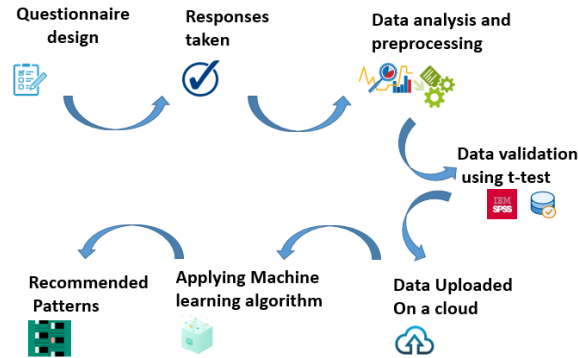 Questionnaire
design
Responses
taken
Data analysis and
preprocessing
Data validation
using t-test
IBM
SPSS
Data Uploaded
On a cloud
Applying Machine
learning algorithm
Recommended
Patterns